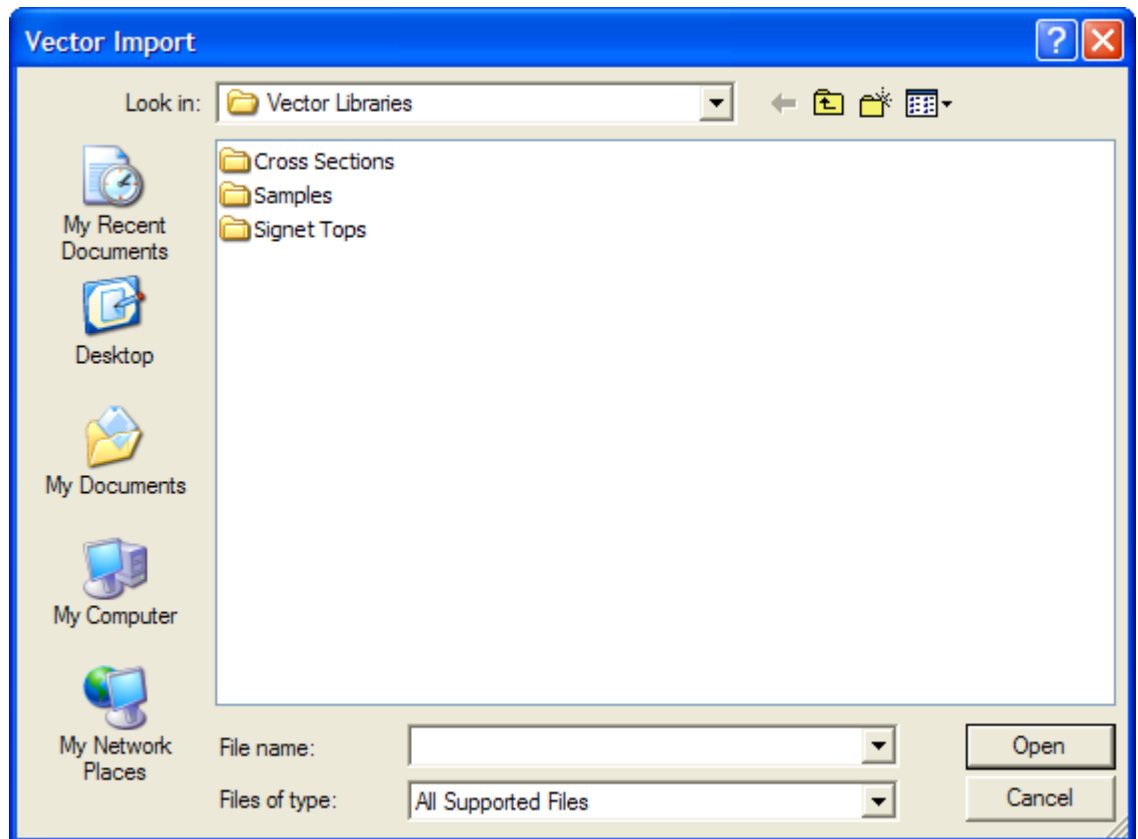 Vector Import
Look in: Vector Libraries
My Recent
Documents
Desktop
My Documents
My Computer
My Network
Places
Cross Sections
Samples
Signet Tops
File name: Open
Files of type: All Supported Files Cancel